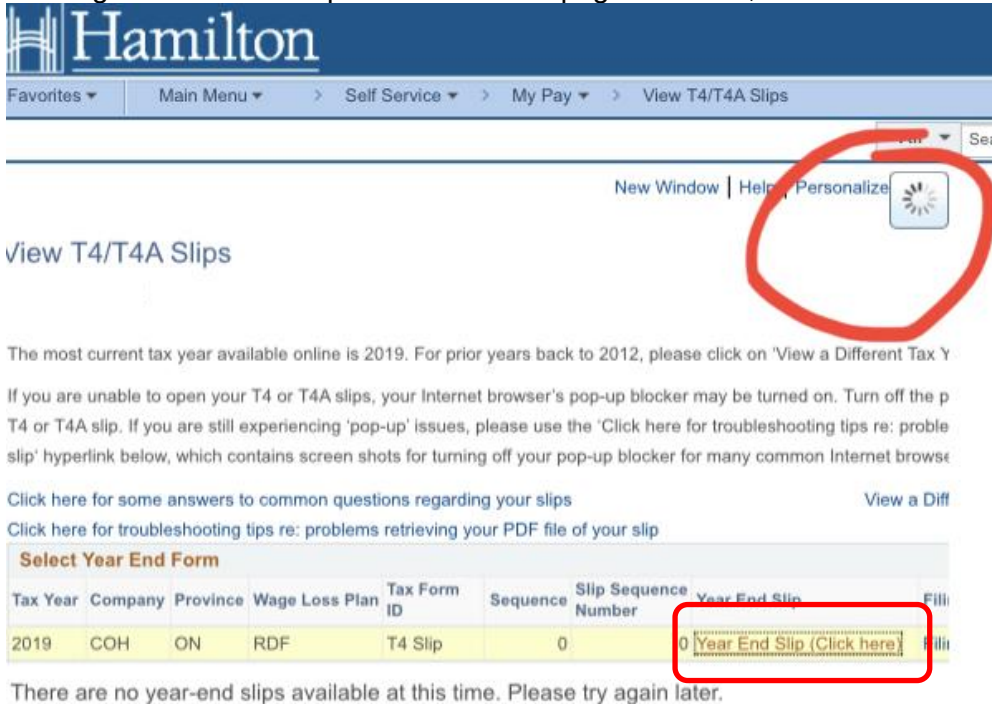 Hamilton
Favorites Main Menu > Self Service > My Pay > View T4/T4A Slips
New Window | Help | Personalize
View T4/T4A Slips
The most current tax year available online is 2019. For prior years back to 2012, please click on 'View a Different Tax Y
If you are unable to open your T4 or T4A slips, your Internet browser's pop-up blocker may be turned on. Turn off the p
T4 or T4A slip. If you are still experiencing 'pop-up' issues, please use the 'Click here for troubleshooting tips re: proble
slip' hyperlink below, which contains screen shots for turning off your pop-up blocker for many common Internet browse
Click here for some answers to common questions regarding your slips View a Diff
Click here for troubleshooting tips re: problems retrieving your PDF file of your slip
Select Year End Form
Tax Year Company Province Wage Loss Plan Tax Form ID Sequence Slip Sequence Number Year End Slip Fili
2019 COH ON RDF T4 Slip 0 0 Year End Slip (Click here) Filin
There are no year-end slips available at this time. Please try again later.